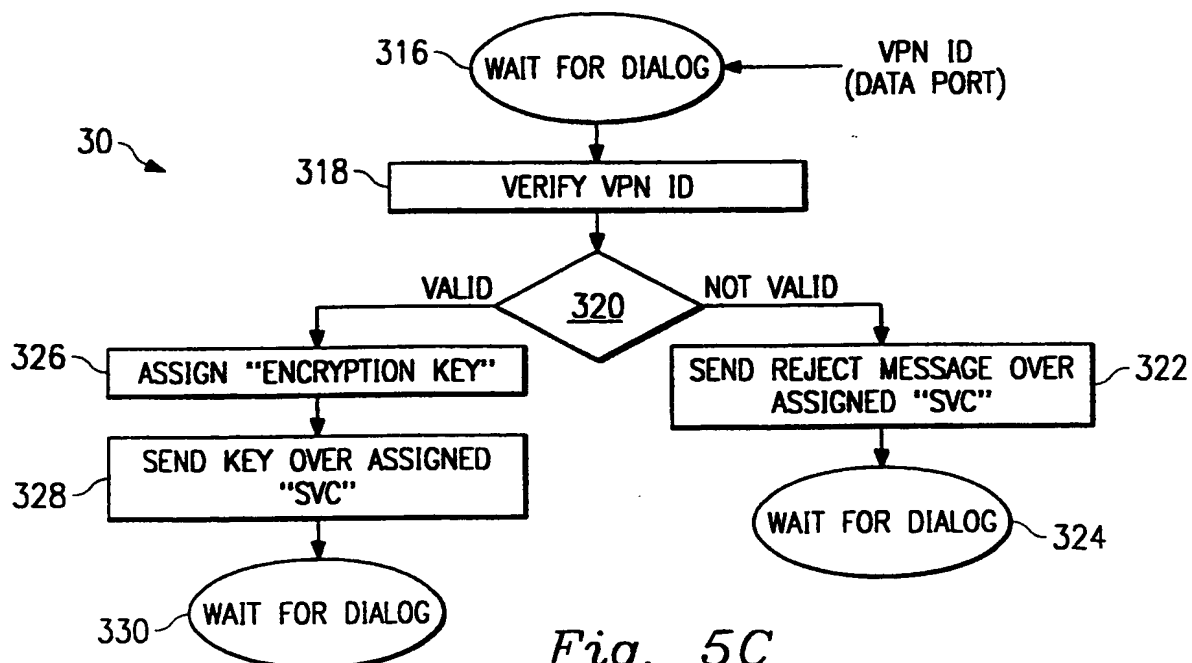 316
WAIT FOR DIALOG
VPN ID
(DATA PORT)
30
318
VERIFY VPN ID
VALID
320
NOT VALID
326
ASSIGN "ENCRYPTION KEY"
SEND REJECT MESSAGE OVER
ASSIGNED "SVC"
322
328
SEND KEY OVER ASSIGNED
"SVC"
WAIT FOR DIALOG
324
330
WAIT FOR DIALOG
Fig. 5C